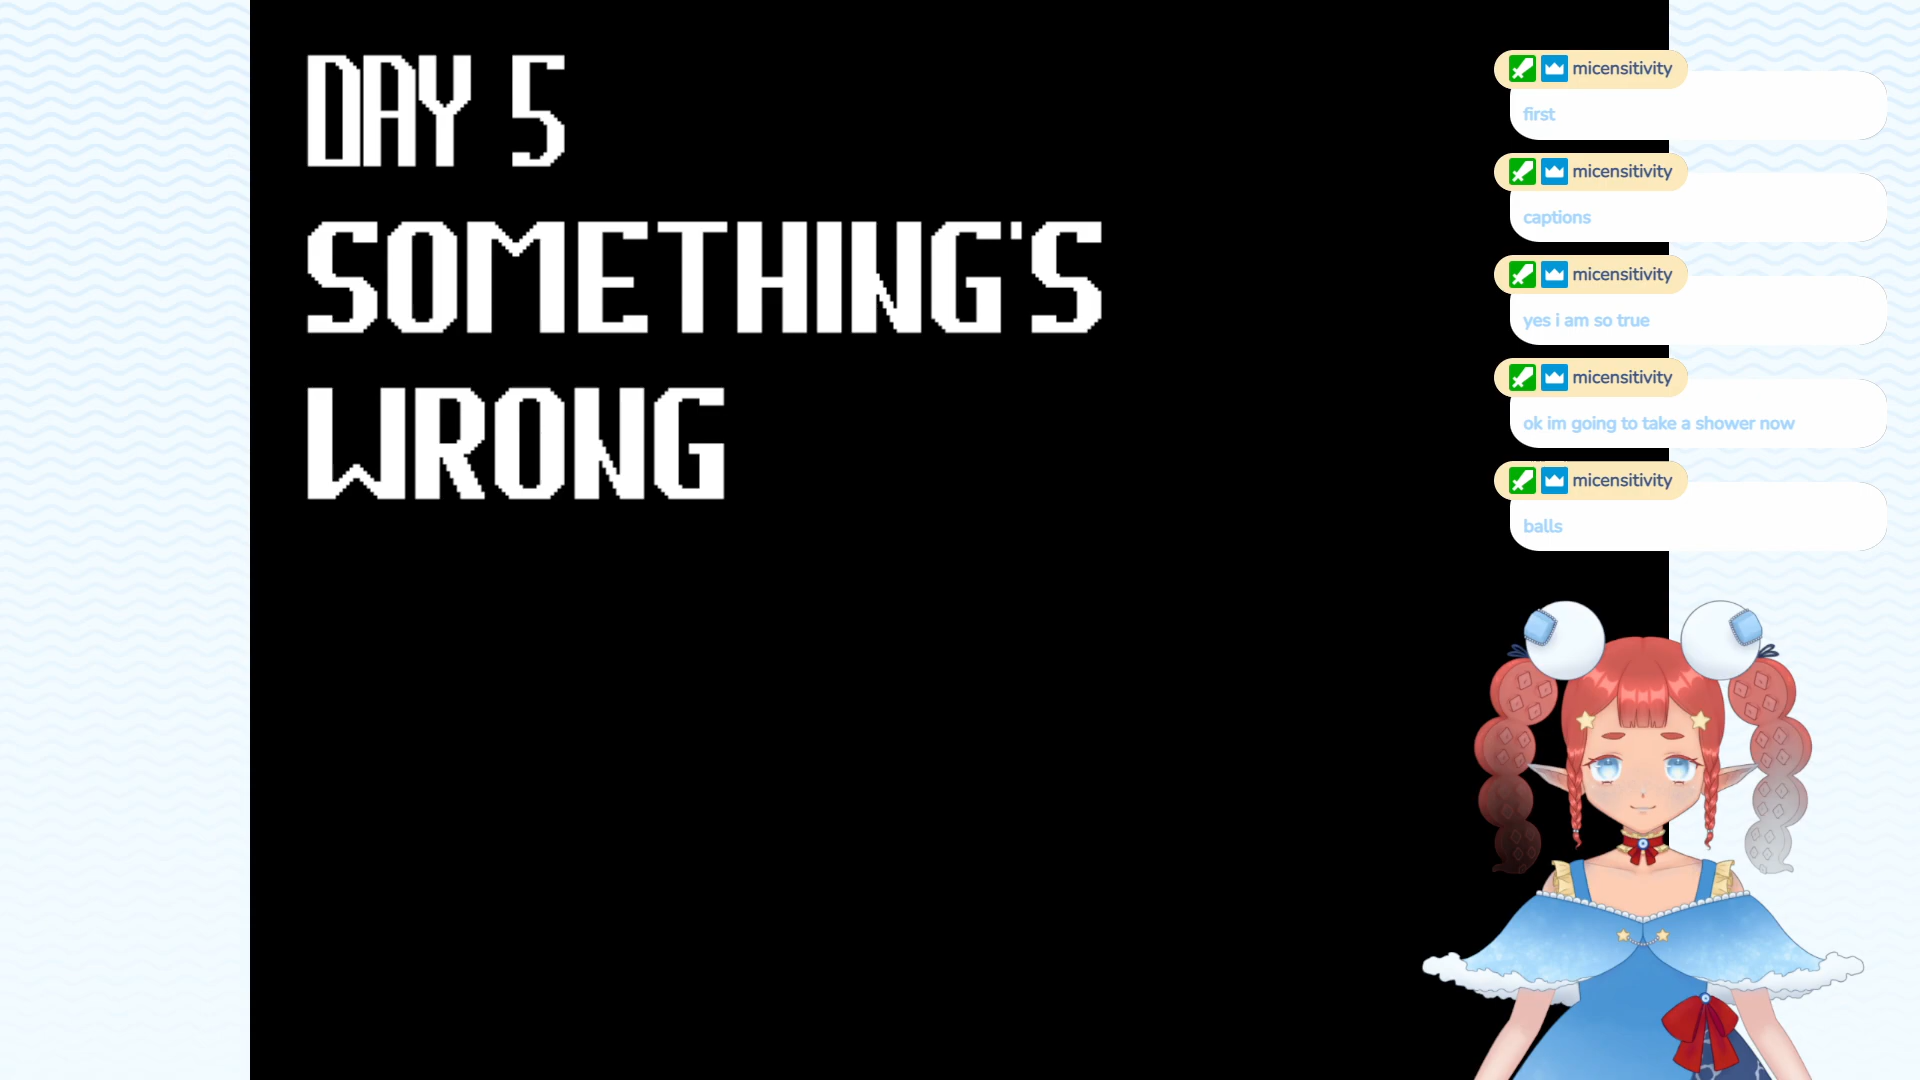 DAY 5
SOMETHING'S
WRONG
micensitivity
first
micensitivity
captions
micensitivity
yes i am so true
micensitivity
ok im going to take a shower now
micensitivity
balls